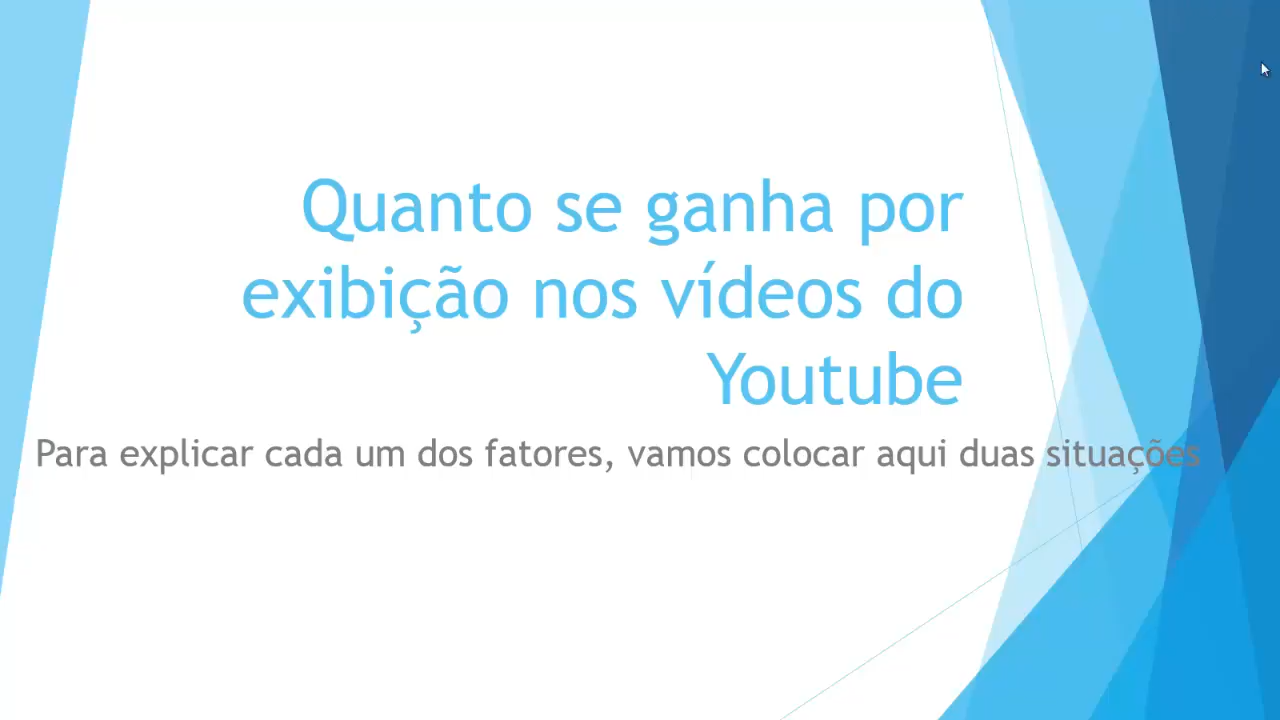 Quanto se ganha por
exibição nos vídeos do
Youtube
Para explicar cada um dos fatores, vamos colocar aqui duas situações